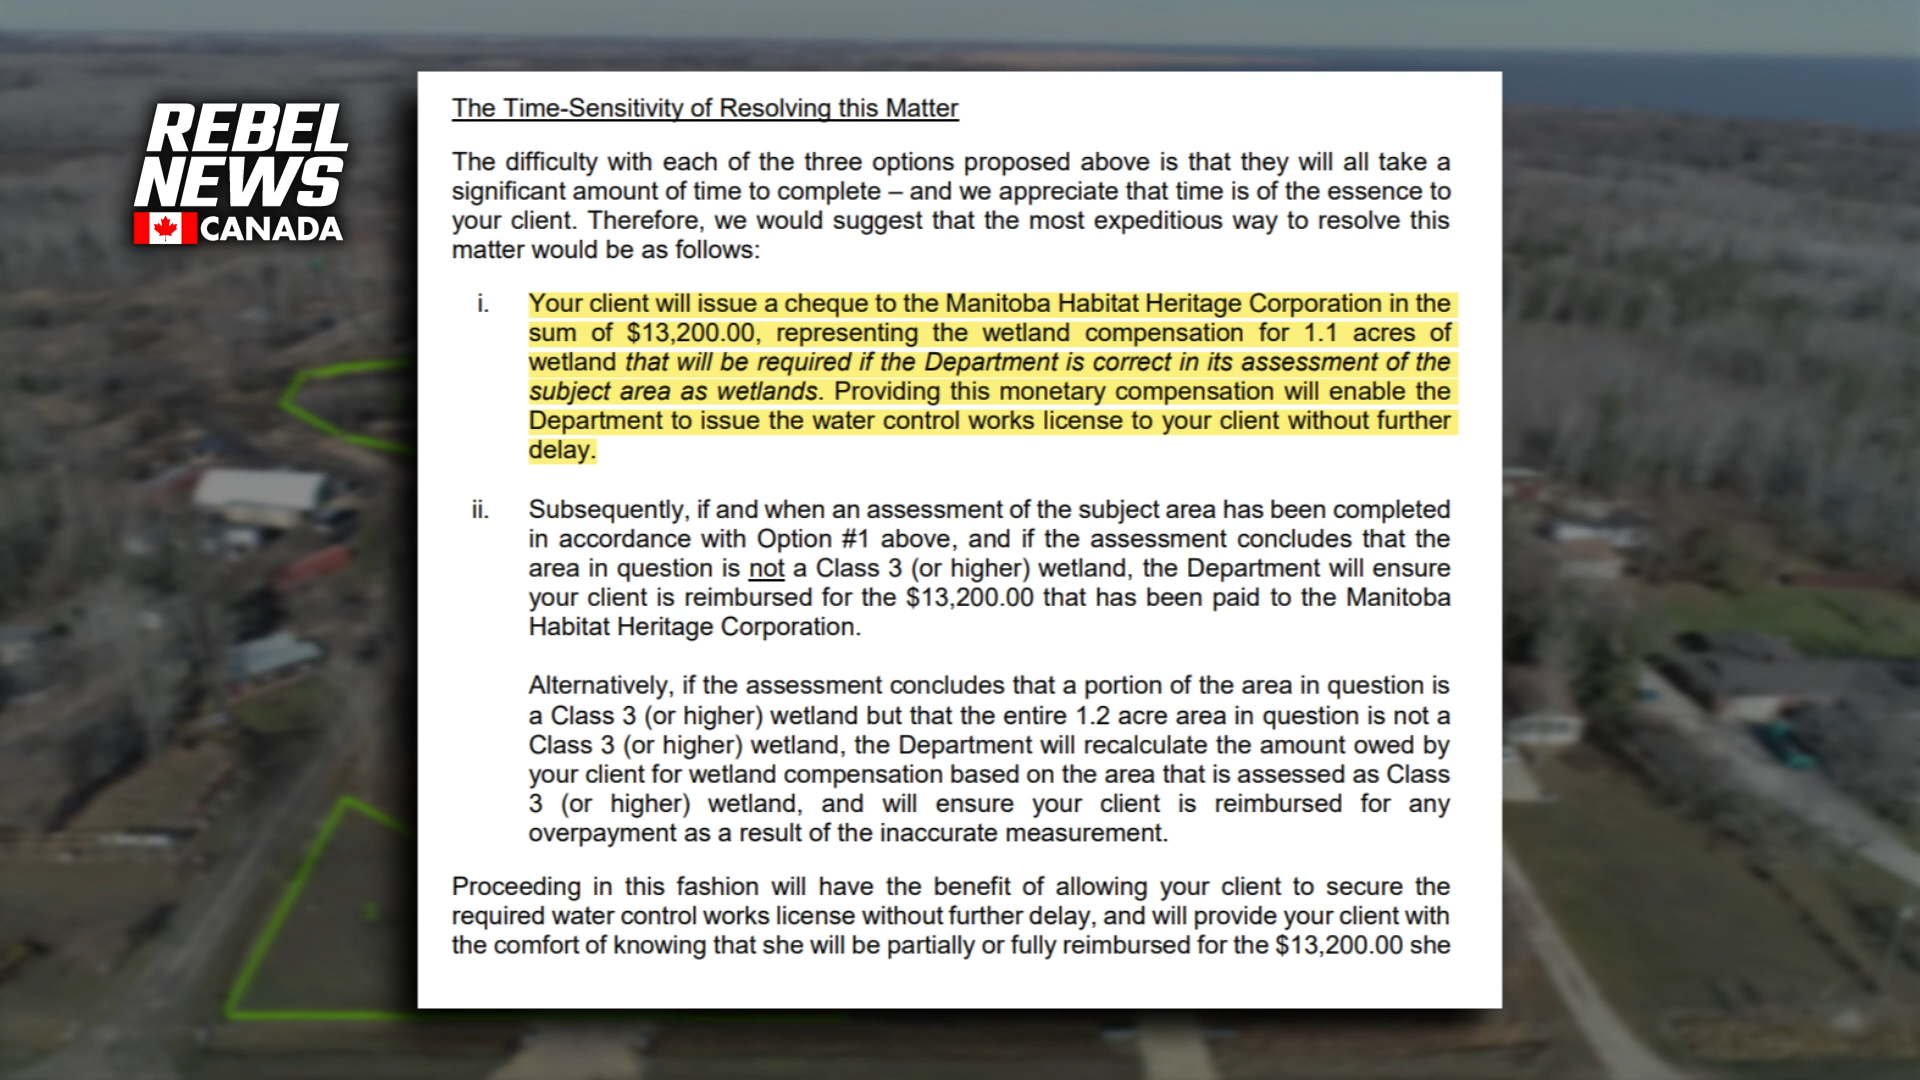 REBEL
NEWS
CANADA
The Time-Sensitivity of Resolving this Matter
The difficulty with each of the three options proposed above is that they will all take a
significant amount of time to complete – and we appreciate that time is of the essence to
your client. Therefore, we would suggest that the most expeditious way to resolve this
matter would be as follows:
i. Your client will issue a cheque to the Manitoba Habitat Heritage Corporation in the
sum of $13,200.00, representing the wetland compensation for 1.1 acres of
wetland that will be required if the Department is correct in its assessment of the
subject area as wetlands. Providing this monetary compensation will enable the
Department to issue the water control works license to your client without further
delay.
ii. Subsequently, if and when an assessment of the subject area has been completed
in accordance with Option #1 above, and if the assessment concludes that the
area in question is not a Class 3 (or higher) wetland, the Department will ensure
your client is reimbursed for the $13,200.00 that has been paid to the Manitoba
Habitat Heritage Corporation.
Alternatively, if the assessment concludes that a portion of the area in question is
a Class 3 (or higher) wetland but that the entire 1.2 acre area in question is not a
Class 3 (or higher) wetland, the Department will recalculate the amount owed by
your client for wetland compensation based on the area that is assessed as Class
3 (or higher) wetland, and will ensure your client is reimbursed for any
overpayment as a result of the inaccurate measurement.
Proceeding in this fashion will have the benefit of allowing your client to secure the
required water control works license without further delay, and will provide your client with
the comfort of knowing that she will be partially or fully reimbursed for the $13,200.00 she